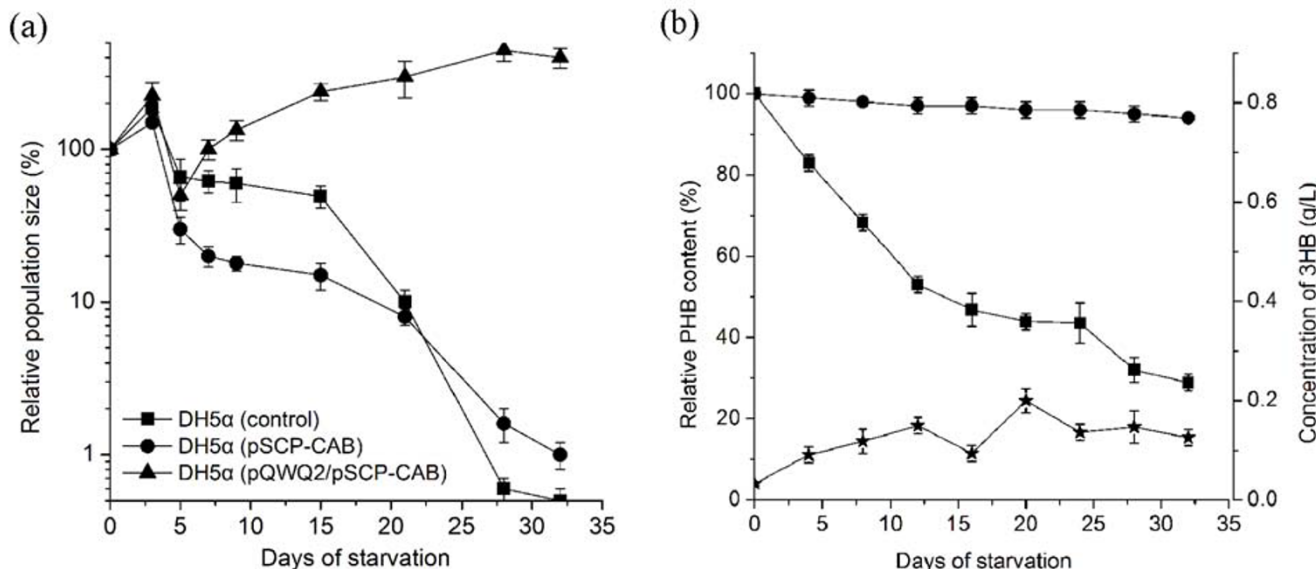 (a)
Relative population size (%)
100
10
1
DH5α (control)
DH5α (pSCP-CAB)
DH5α (pQWQ2/pSCP-CAB)
0 5 10 15 20 25 30 35
Days of starvation
(b)
Relative PHB content (%)
100
80
60
40
20
0
0.8
0.6
0.4
0.2
0.0
Concentration of 3HB (g/L)
0 5 10 15 20 25 30 35
Days of starvation